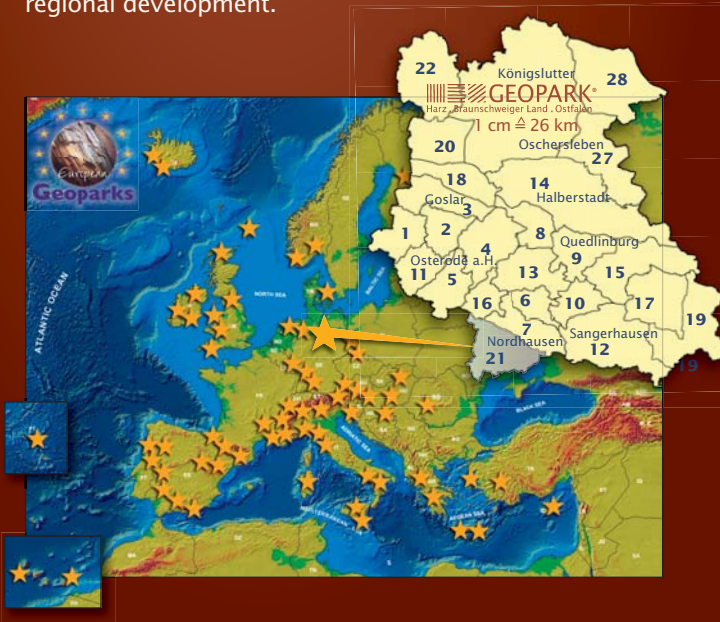 regional development.
European
Geoparks
22
Königslutter
28
GEOPARK®
Harz . Braunschweiger Land . Ostfalen
1 cm ≙ 26 km
20
Oschersleben
27
18
14
Goslar
Halberstadt
3
1
2
8
4
Quedlinburg
Osterode a.H.
9
11
5
13
15
16
6
10
17
19
7
Nordhausen
Sangerhausen
12
21
19
ATLANTIC OCEAN
NORTH SEA
BALTIC SEA
BLACK SEA
ADRIATIC SEA
AEGEAN SEA